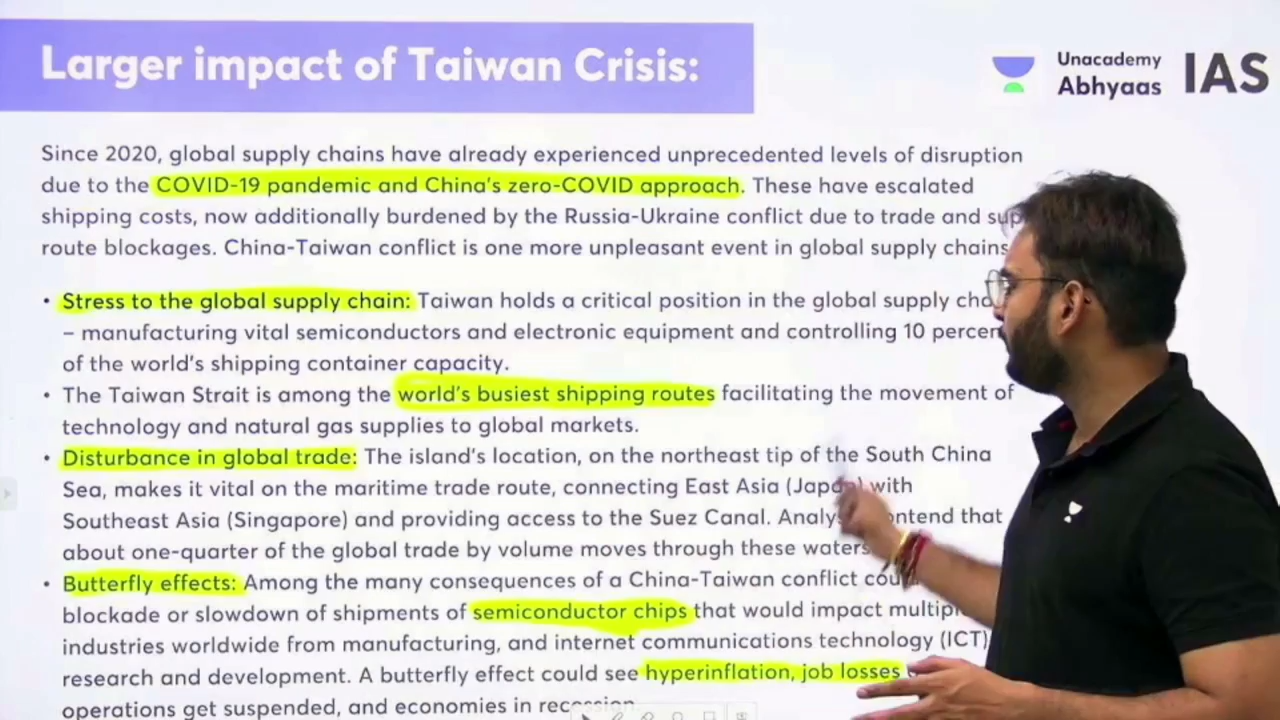 Larger impact of Taiwan Crisis:
Unacademy
Abhyaas
IAS
Since 2020, global supply chains have already experienced unprecedented levels of disruption
due to the COVID-19 pandemic and China's zero-COVID approach. These have escalated
shipping costs, now additionally burdened by the Russia-Ukraine conflict due to trade and
route blockages. China-Taiwan conflict is one more unpleasant event in global supply chains
• Stress to the global supply chain: Taiwan holds a critical position in the global supply
– manufacturing vital semiconductors and electronic equipment and controlling 10 percent
of the world's shipping container capacity.
• The Taiwan Strait is among the world's busiest shipping routes facilitating the movement of
technology and natural gas supplies to global markets.
• Disturbance in global trade: The island's location, on the northeast tip of the South China
Sea, makes it vital on the maritime trade route, connecting East Asia (Japan) with
Southeast Asia (Singapore) and providing access to the Suez Canal. contend that
about one-quarter of the global trade by volume moves through these waters
• Butterfly effects: Among the many consequences of a China-Taiwan conflict
blockade or slowdown of shipments of semiconductor chips that would impact
industries worldwide from manufacturing, and internet communications technology (ICT)
research and development. A butterfly effect could see hyperinflation, job losses
operations get suspended, and economies in recession